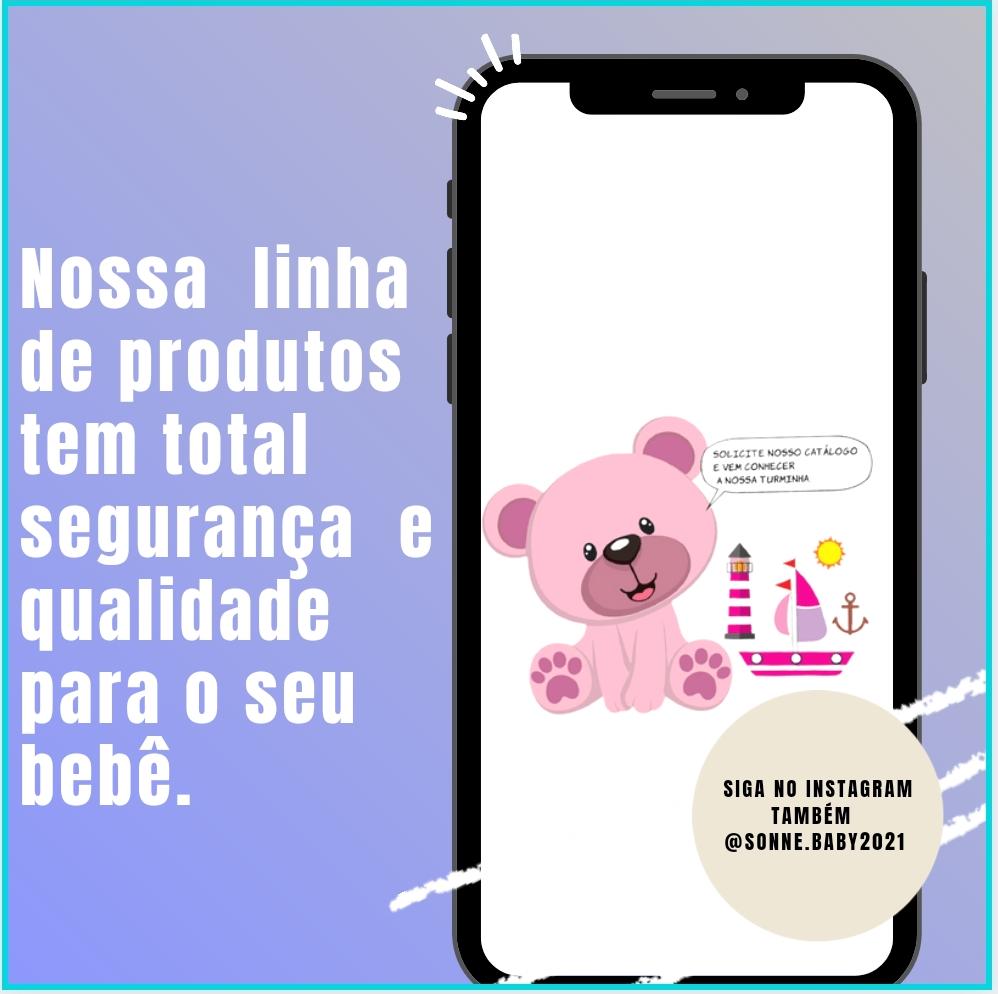 Nossa linha
de produtos
tem total
segurança e
qualidade
para o seu
bebê.
SOLICITE NOSSO CATÁLOGO
E VEM CONHECER
A NOSSA TURMINHA
SIGA NO INSTAGRAM
TAMBÉM
@SONNE.BABY2021